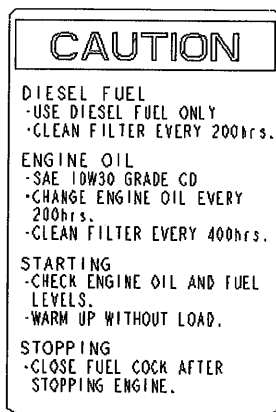 CAUTION
DIESEL FUEL
-USE DIESEL FUEL ONLY
•CLEAN FILTER EVERY 200hrs.
ENGINE OIL
-SAE 10W30 GRADE CD
•CHANGE ENGINE OIL EVERY
200hrs.
-CLEAN FILTER EVERY 400hrs.
STARTING
-CHECK ENGINE OIL AND FUEL
LEVELS.
-WARM UP WITHOUT LOAD.
STOPPING
•CLOSE FUEL COCK AFTER
STOPPING ENGINE.